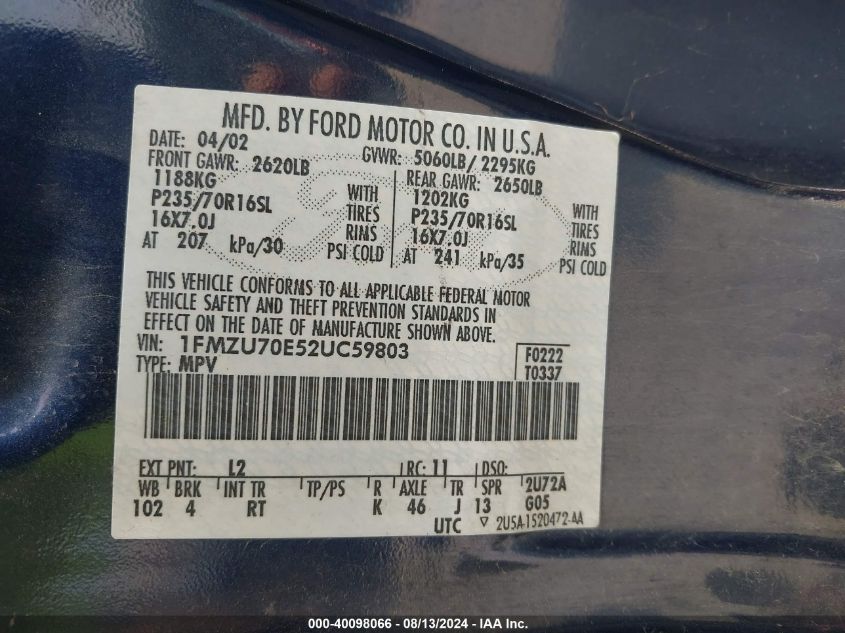 MFD. BY FORD MOTOR CO. IN U.S.A.
DATE: 04/02 GVWR: 5060LB/ 2295KG
FRONT GAWR: 2620LB REAR GAWR: 2650LB
1188KG WITH 1202KG WITH
P235/70R16SL TIRES P235/70R16SL TIRES
16X7.0J RIMS 16X7.0J RIMS
AT 207 kPa/30 PSI COLD AT 241 kPa/35 PSI COLD
THIS VEHICLE CONFORMS TO ALL APPLICABLE FEDERAL MOTOR
VEHICLE SAFETY AND THEFT PREVENTION STANDARDS IN
EFFECT ON THE DATE OF MANUFACTURE SHOWN ABOVE.
VIN: 1FMZU70E52UC59803 F0222
TYPE: MPV T0337
EXT PNT: L2 RC: 11 DSO:
WB BRK INT TR TP/PS R AXLE TR SPR 2U72A
102 4 RT K 46 J 13 G05
UTC ▽ 2U5A-1520472-AA
000-40098066 - 08/13/2024 - IAA Inc.